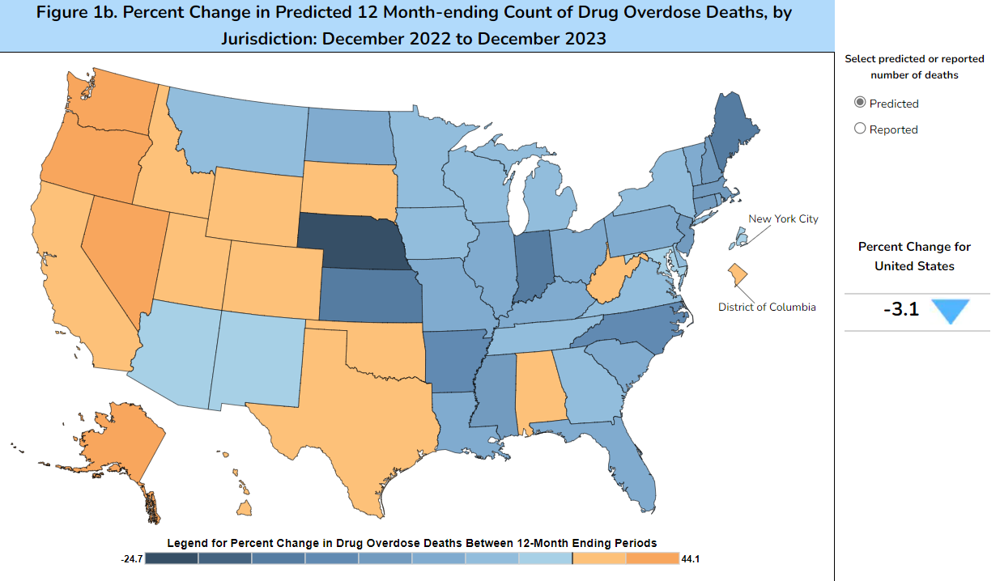 Figure 1b. Percent Change in Predicted 12 Month-ending Count of Drug Overdose Deaths, by
Jurisdiction: December 2022 to December 2023
Select predicted or reported
number of deaths
Predicted
Reported
New York City
District of Columbia
Percent Change for
United States
-3.1
Legend for Percent Change in Drug Overdose Deaths Between 12-Month Ending Periods
-24.7 44.1